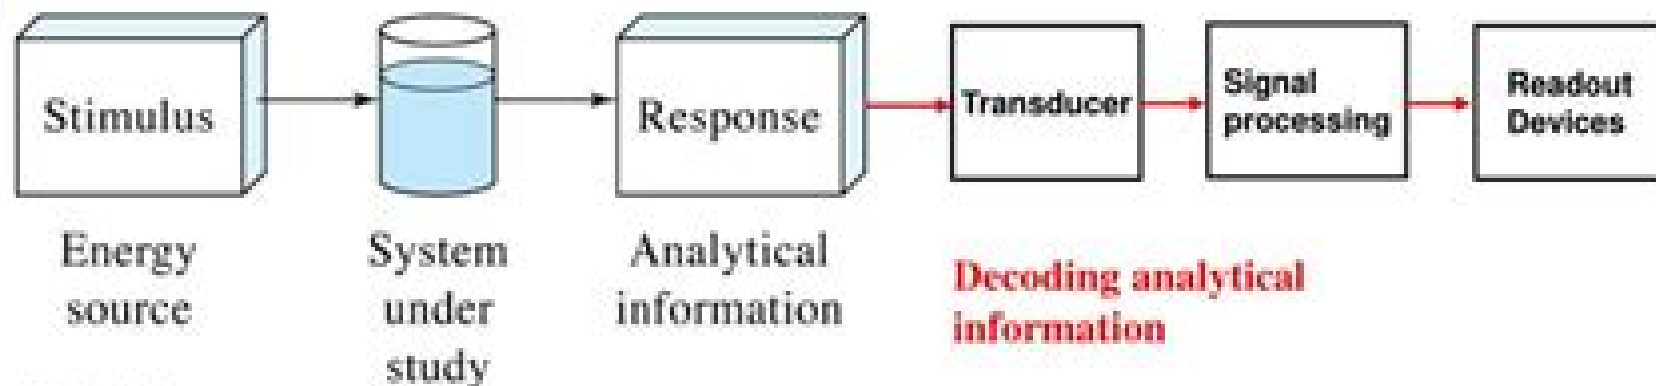 Stimulus
Response
Transducer
Signal
processing
Readout
Devices
Energy
source
System
under
study
Analytical
information
Decoding analytical
information